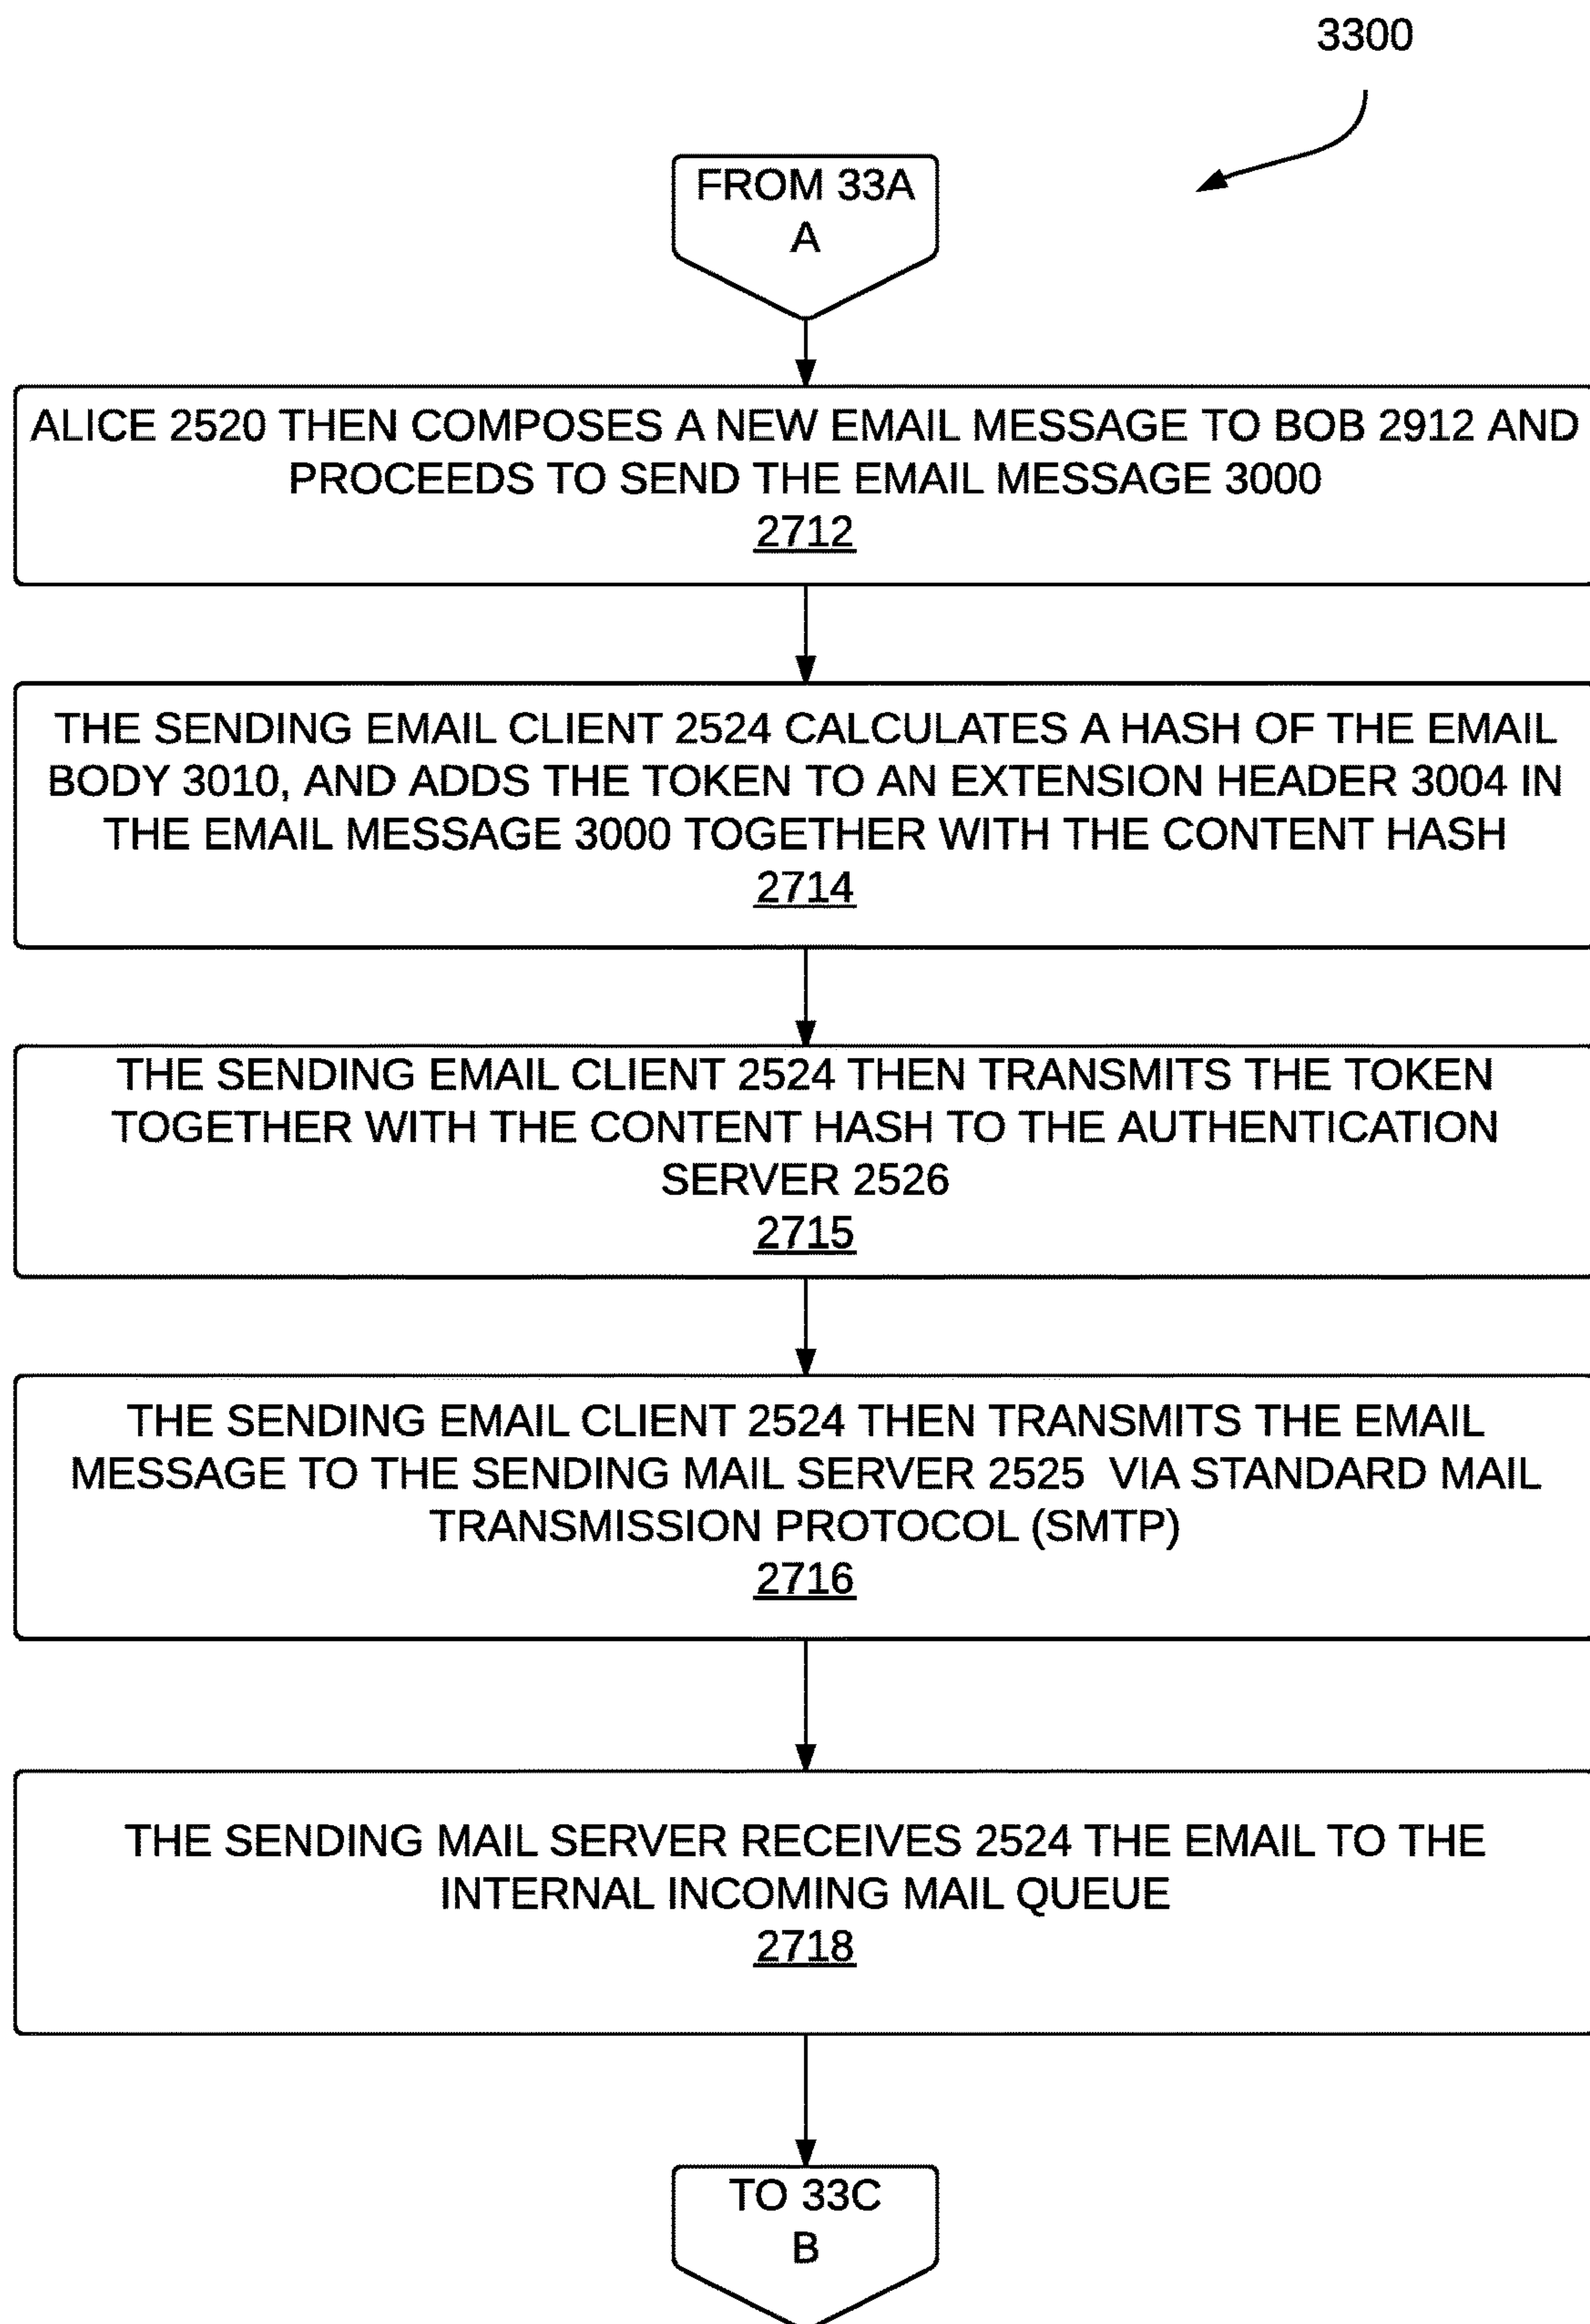 3300
FROM 33A
A
ALICE 2520 THEN COMPOSES A NEW EMAIL MESSAGE TO BOB 2912 AND
PROCEEDS TO SEND THE EMAIL MESSAGE 3000
2712
THE SENDING EMAIL CLIENT 2524 CALCULATES A HASH OF THE EMAIL
BODY 3010, AND ADDS THE TOKEN TO AN EXTENSION HEADER 3004 IN
THE EMAIL MESSAGE 3000 TOGETHER WITH THE CONTENT HASH
2714
THE SENDING EMAIL CLIENT 2524 THEN TRANSMITS THE TOKEN
TOGETHER WITH THE CONTENT HASH TO THE AUTHENTICATION
SERVER 2526
2715
THE SENDING EMAIL CLIENT 2524 THEN TRANSMITS THE EMAIL
MESSAGE TO THE SENDING MAIL SERVER 2525 VIA STANDARD MAIL
TRANSMISSION PROTOCOL (SMTP)
2716
THE SENDING MAIL SERVER RECEIVES 2524 THE EMAIL TO THE
INTERNAL INCOMING MAIL QUEUE
2718
TO 33C
B